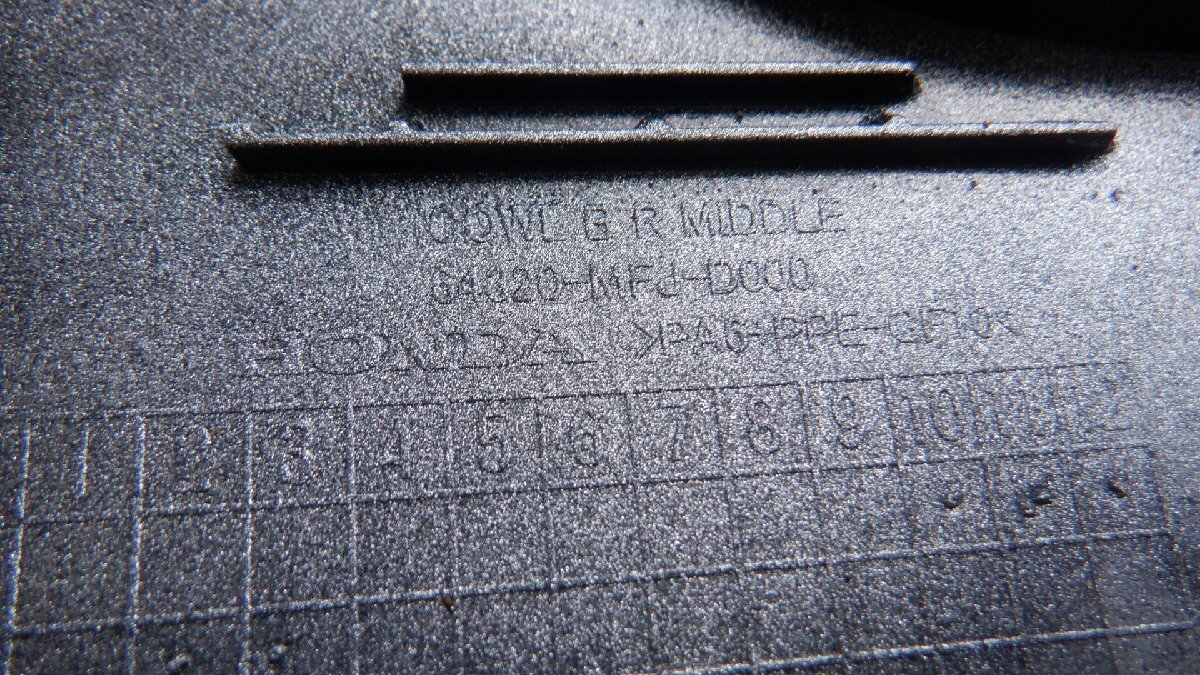 COWL G R MIDDLE
64320-MFJ-D000
HONDA >PA6-PPE-CF10<
1 2 3 4 5 6 7 8 9 10 11 12